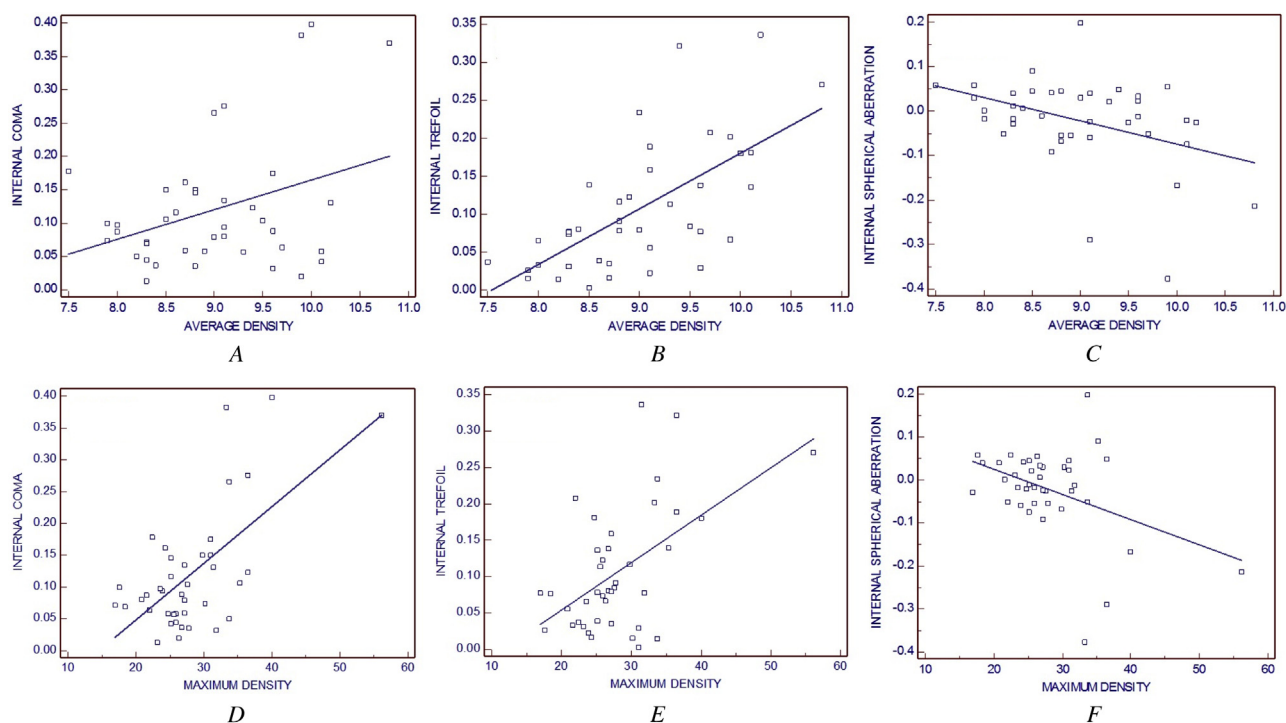 0.40
0.35
0.30
0.25
0.20
0.15
0.10
0.05
0.00
INTERNAL COMA
7.5 8.0 8.5 9.0 9.5 10.0 10.5 11.0
AVERAGE DENSITY
A
0.35
0.30
0.25
0.20
0.15
0.10
0.05
0.00
INTERNAL TREFOIL
7.5 8.0 8.5 9.0 9.5 10.0 10.5 11.0
AVERAGE DENSITY
B
0.2
0.1
0.0
-0.1
-0.2
-0.3
-0.4
INTERNAL SPHERICAL ABERRATION
7.5 8.0 8.5 9.0 9.5 10.0 10.5 11.0
AVERAGE DENSITY
C
0.40
0.35
0.30
0.25
0.20
0.15
0.10
0.05
0.00
INTERNAL COMA
10 20 30 40 50 60
MAXIMUM DENSITY
D
0.35
0.30
0.25
0.20
0.15
0.10
0.05
0.00
INTERNAL TREFOIL
10 20 30 40 50 60
MAXIMUM DENSITY
E
0.2
0.1
0.0
-0.1
-0.2
-0.3
-0.4
INTERNAL SPHERICAL ABERRATION
10 20 30 40 50 60
MAXIMUM DENSITY
F